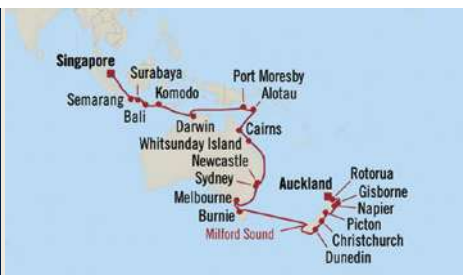 Singapore
Surabaya
Semarang
Komodo
Bali
Port Moresby
Alotau
Darwin
Cairns
Whitsunday Island
Newcastle
Sydney
Melbourne
Burnie
Milford Sound
Auckland
Rotorua
Gisborne
Napier
Picton
Christchurch
Dunedin